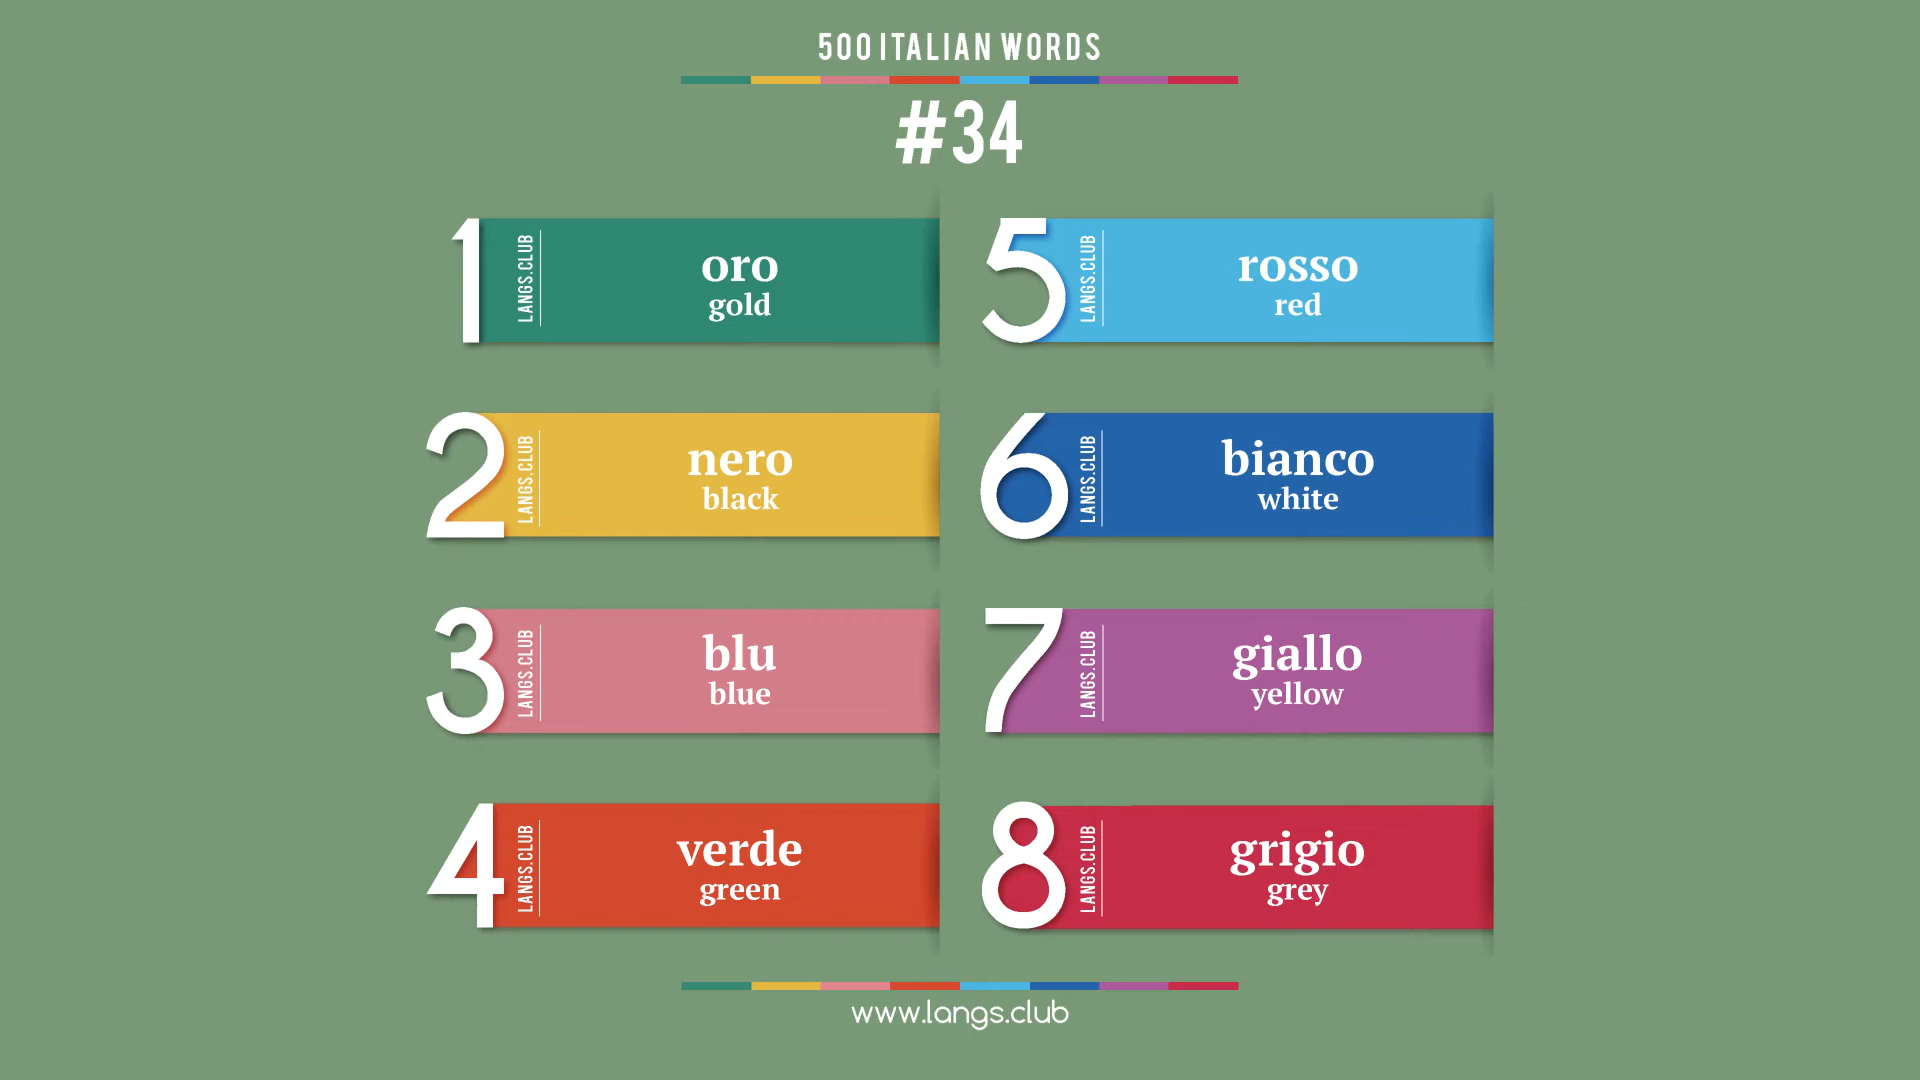 500 ITALIAN WORDS
#34
1
LANGS.CLUB
oro
gold
2
LANGS.CLUB
nero
black
3
LANGS.CLUB
blu
blue
4
LANGS.CLUB
verde
green
5
LANGS.CLUB
rosso
red
6
LANGS.CLUB
bianco
white
7
LANGS.CLUB
giallo
yellow
8
LANGS.CLUB
grigio
grey
www.langs.club